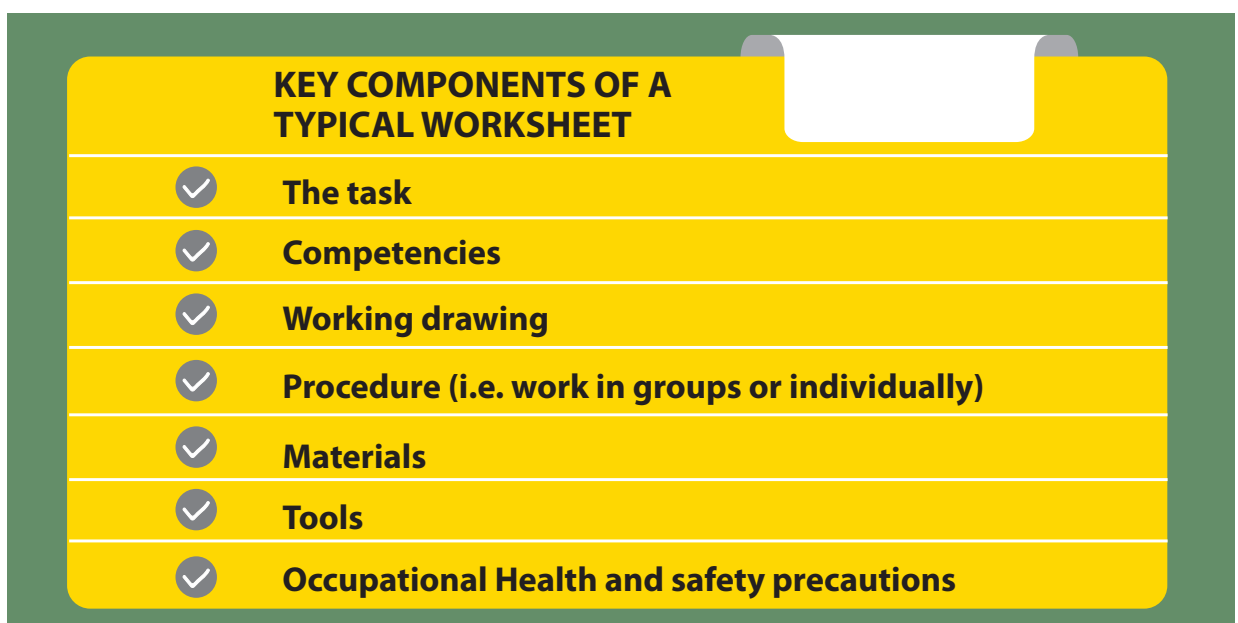 KEY COMPONENTS OF A
TYPICAL WORKSHEET
The task
Competencies
Working drawing
Procedure (i.e. work in groups or individually)
Materials
Tools
Occupational Health and safety precautions